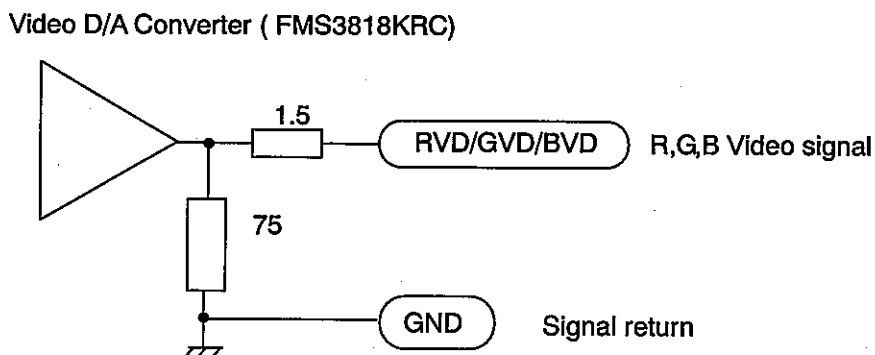 Video D/A Converter ( FMS3818KRC)
1.5
RVD/GVD/BVD
R,G,B Video signal
75
GND
Signal return